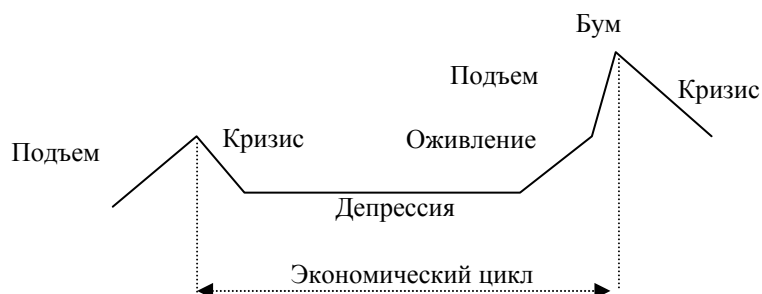 Бум
Подъем
Кризис
Подъем
Кризис
Оживление
Депрессия
Экономический цикл